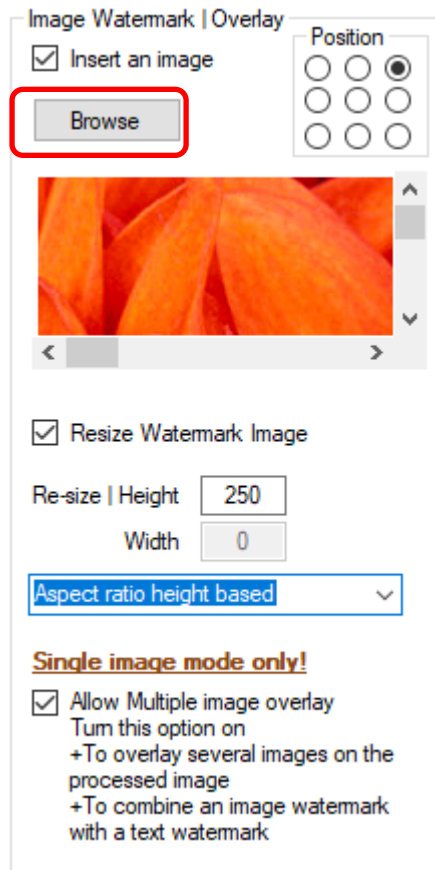 Image Watermark | Overlay
Position
Insert an image
Browse
Resize Watermark Image
Re-size | Height 250
Width 0
Aspect ratio height based
Single image mode only!
Allow Multiple image overlay
Turn this option on
+To overlay several images on the
processed image
+To combine an image watermark
with a text watermark